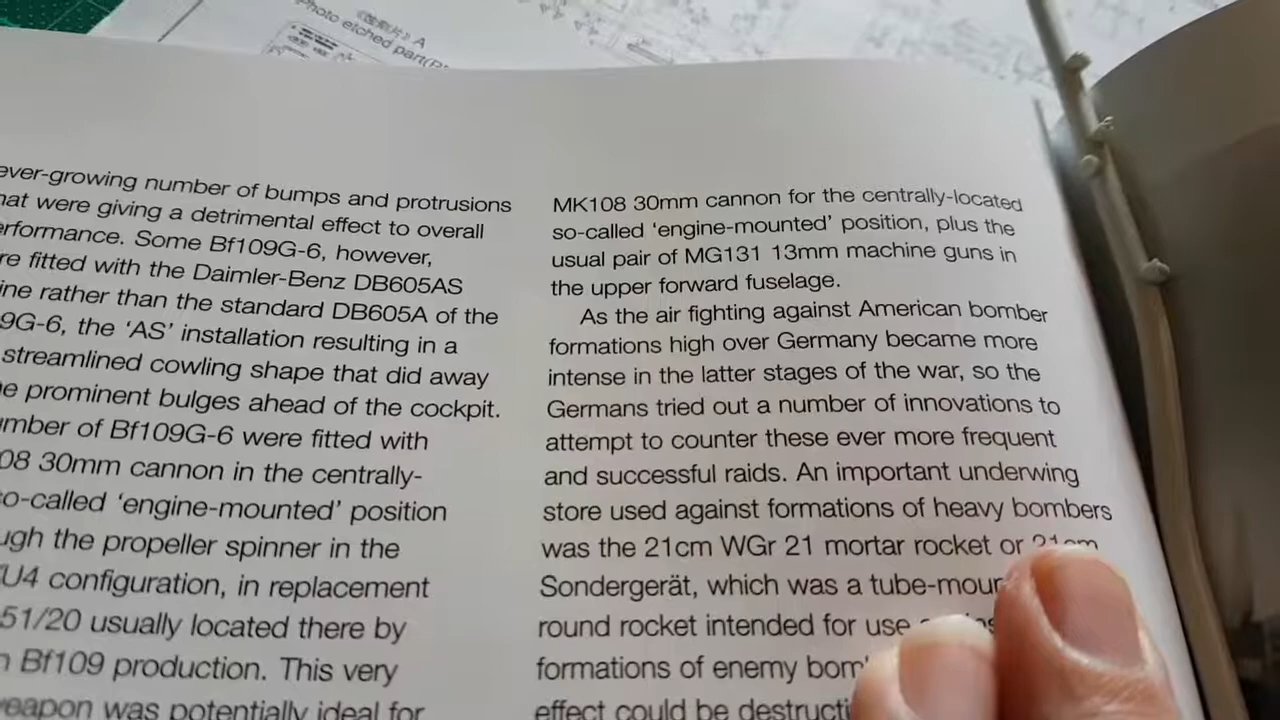 《蚀刻片》A
Photo etched part(P
ever-growing number of bumps and protrusions
were giving a detrimental effect to overall
Some Bf109G-6, however,
fitted with the Daimler-Benz DB605AS
rather than the standard DB605A of the
9G-6, the ‘AS’ installation resulting in a
streamlined cowling shape that did away
prominent bulges ahead of the cockpit.
of Bf109G-6 were fitted with
08 30mm cannon in the centrally-
so-called ‘engine-mounted’ position
the propeller spinner in the
U4 configuration, in replacement
51/20 usually located there by
Bf109 production. This very
was potentially ideal for
MK108 30mm cannon for the centrally-located
so-called ‘engine-mounted’ position, plus the
usual pair of MG131 13mm machine guns in
the upper forward fuselage.
As the air fighting against American bomber
formations high over Germany became more
intense in the latter stages of the war, so the
Germans tried out a number of innovations to
attempt to counter these ever more frequent
and successful raids. An important underwing
store used against formations of heavy bombers
was the 21cm WGr 21 mortar rocket or 21cm
Sondergerät, which was a tube-moun
round rocket intended for use
formations of enemy bom
effect could be destructi